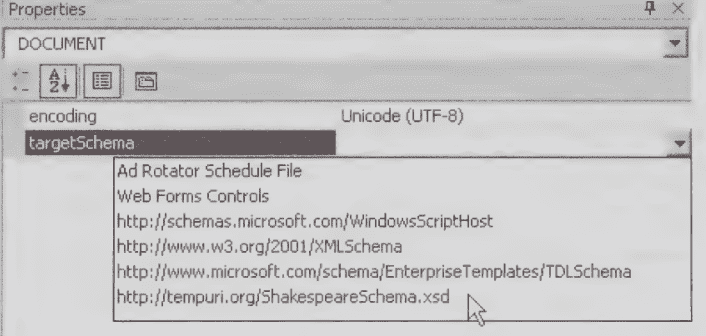 Properties
DOCUMENT
encoding Unicode (UTF-8)
targetSchema
Ad Rotator Schedule File
Web Forms Controls
http://schemas.microsoft.com/WindowsScriptHost
http://www.w3.org/2001/XMLSchema
http://www.microsoft.com/schema/EnterpriseTemplates/TDLSchema
http://tempuri.org/ShakespeareSchema.xsd